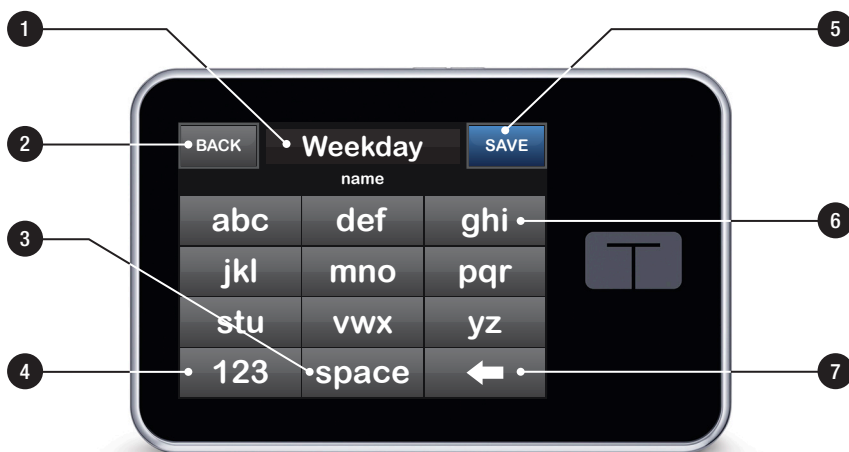 1
5
BACK
Weekday
SAVE
2
name
abc
def
ghi
6
3
jkl
mno
pqr
stu
vwx
yz
4
123
space
7